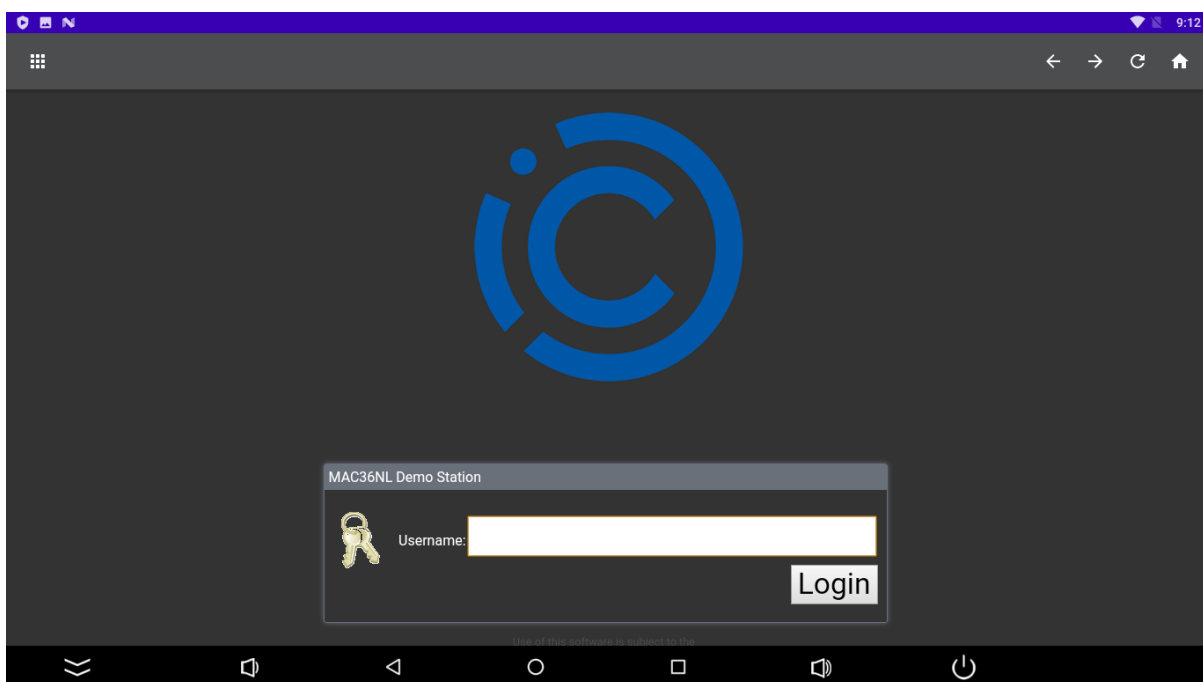 9:12
MAC36NL Demo Station
Username:
Login
Use of this software is subject to the